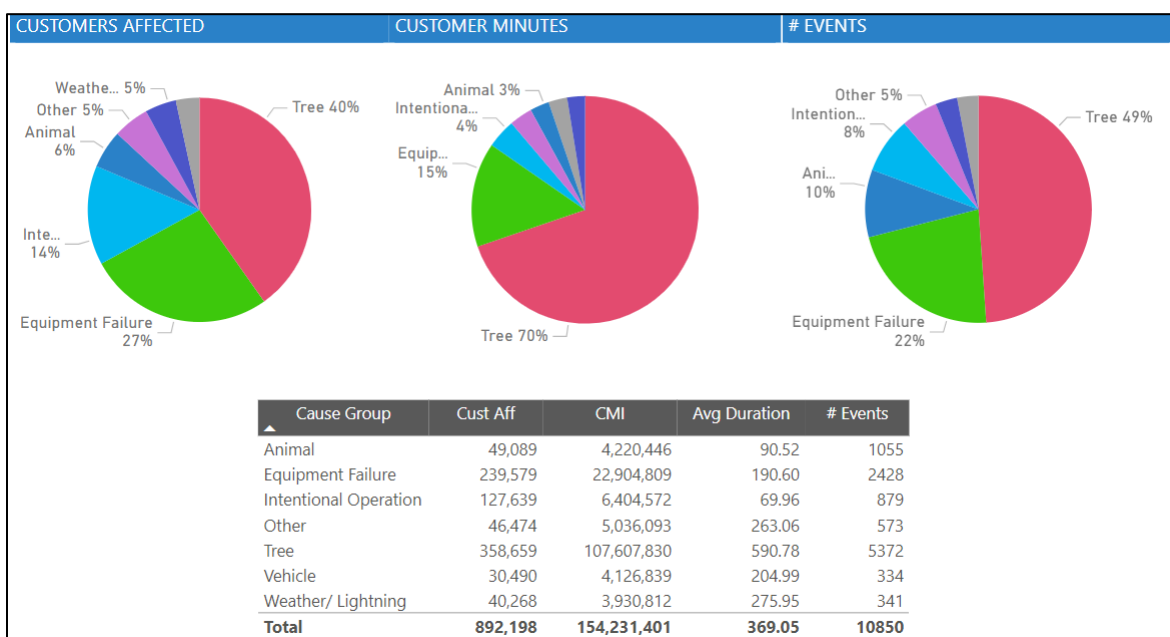 CUSTOMERS AFFECTED CUSTOMER MINUTES # EVENTS
Weathe... 5%
Other 5%
Animal
6%
Inte...
14%
Equipment Failure
27%
Tree 40%
Animal 3%
Intentiona...
4%
Equip...
15%
Tree 70%
Other 5%
Intention...
8%
Ani...
10%
Equipment Failure
22%
Tree 49%
Cause Group Cust Aff CMI Avg Duration # Events
Animal 49,089 4,220,446 90.52 1055
Equipment Failure 239,579 22,904,809 190.60 2428
Intentional Operation 127,639 6,404,572 69.96 879
Other 46,474 5,036,093 263.06 573
Tree 358,659 107,607,830 590.78 5372
Vehicle 30,490 4,126,839 204.99 334
Weather/ Lightning 40,268 3,930,812 275.95 341
Total 892,198 154,231,401 369.05 10850